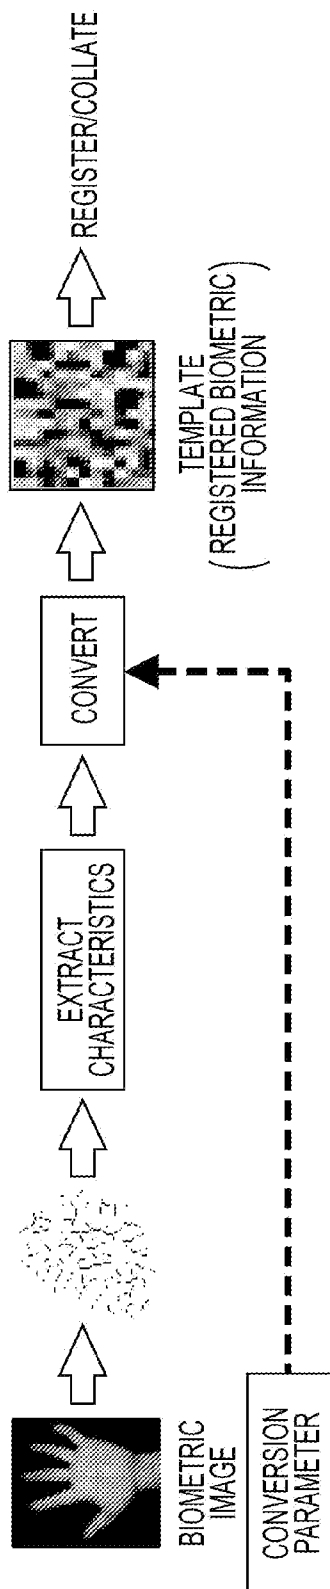 BIOMETRIC
IMAGE
EXTRACT
CHARACTERISTICS
CONVERT
TEMPLATE
(REGISTERED BIOMETRIC
INFORMATION)
REGISTER/COLLATE
CONVERSION
PARAMETER